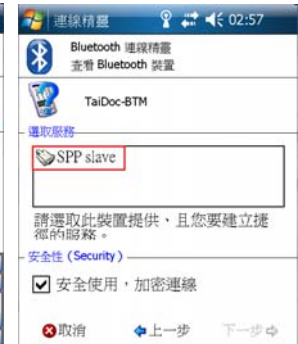 連線精靈 02:57
Bluetooth 連線精靈
查看 Bluetooth 裝置
TaiDoc-BTM
選取服務
SPP slave
請選取此裝置提供、且您要建立捷
徑的服務。
安全性 (Security)
安全使用，加密連線
取消 上一步 下一步